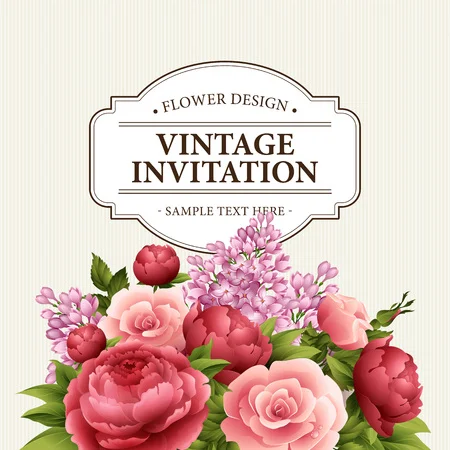 • FLOWER DESIGN •
VINTAGE
INVITATION
- SAMPLE TEXT HERE -